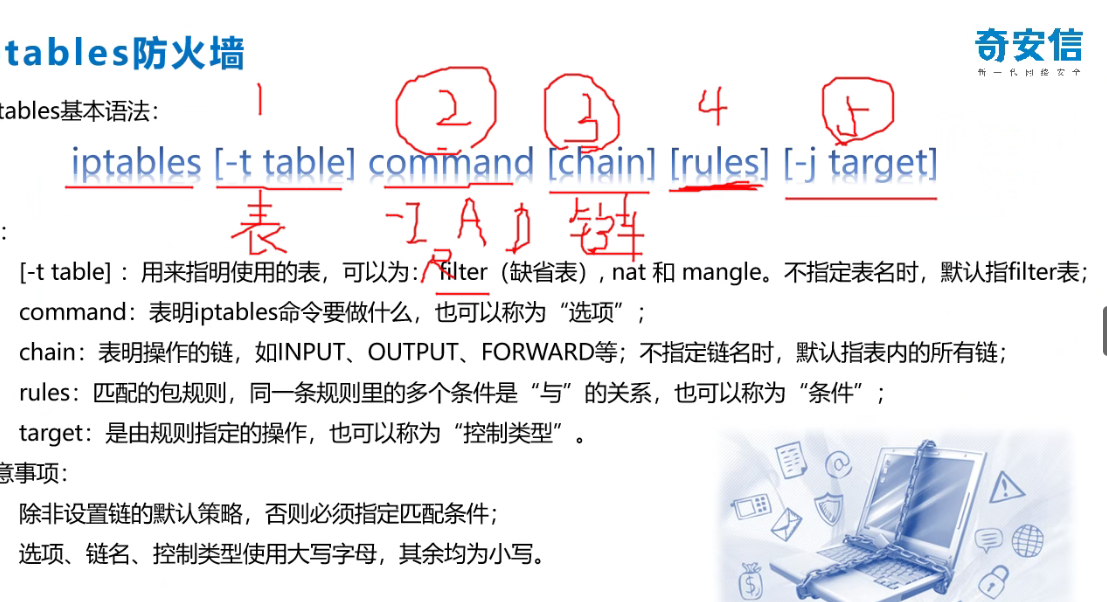 tables防火墙
奇安信
新一代网络安全
tables基本语法：
1 2 3 4 5
iptables [-t table] command [chain] [rules] [-j target]
表 -I A D 链
R
：
[-t table] ：用来指明使用的表，可以为： filter（缺省表）, nat 和 mangle。不指定表名时，默认指filter表；
command：表明iptables命令要做什么，也可以称为“选项”；
chain：表明操作的链，如INPUT、OUTPUT、FORWARD等；不指定链名时，默认指表内的所有链；
rules：匹配的包规则，同一条规则里的多个条件是“与”的关系，也可以称为“条件”；
target：是由规则指定的操作，也可以称为“控制类型”。
意事项：
除非设置链的默认策略，否则必须指定匹配条件；
选项、链名、控制类型使用大写字母，其余均为小写。